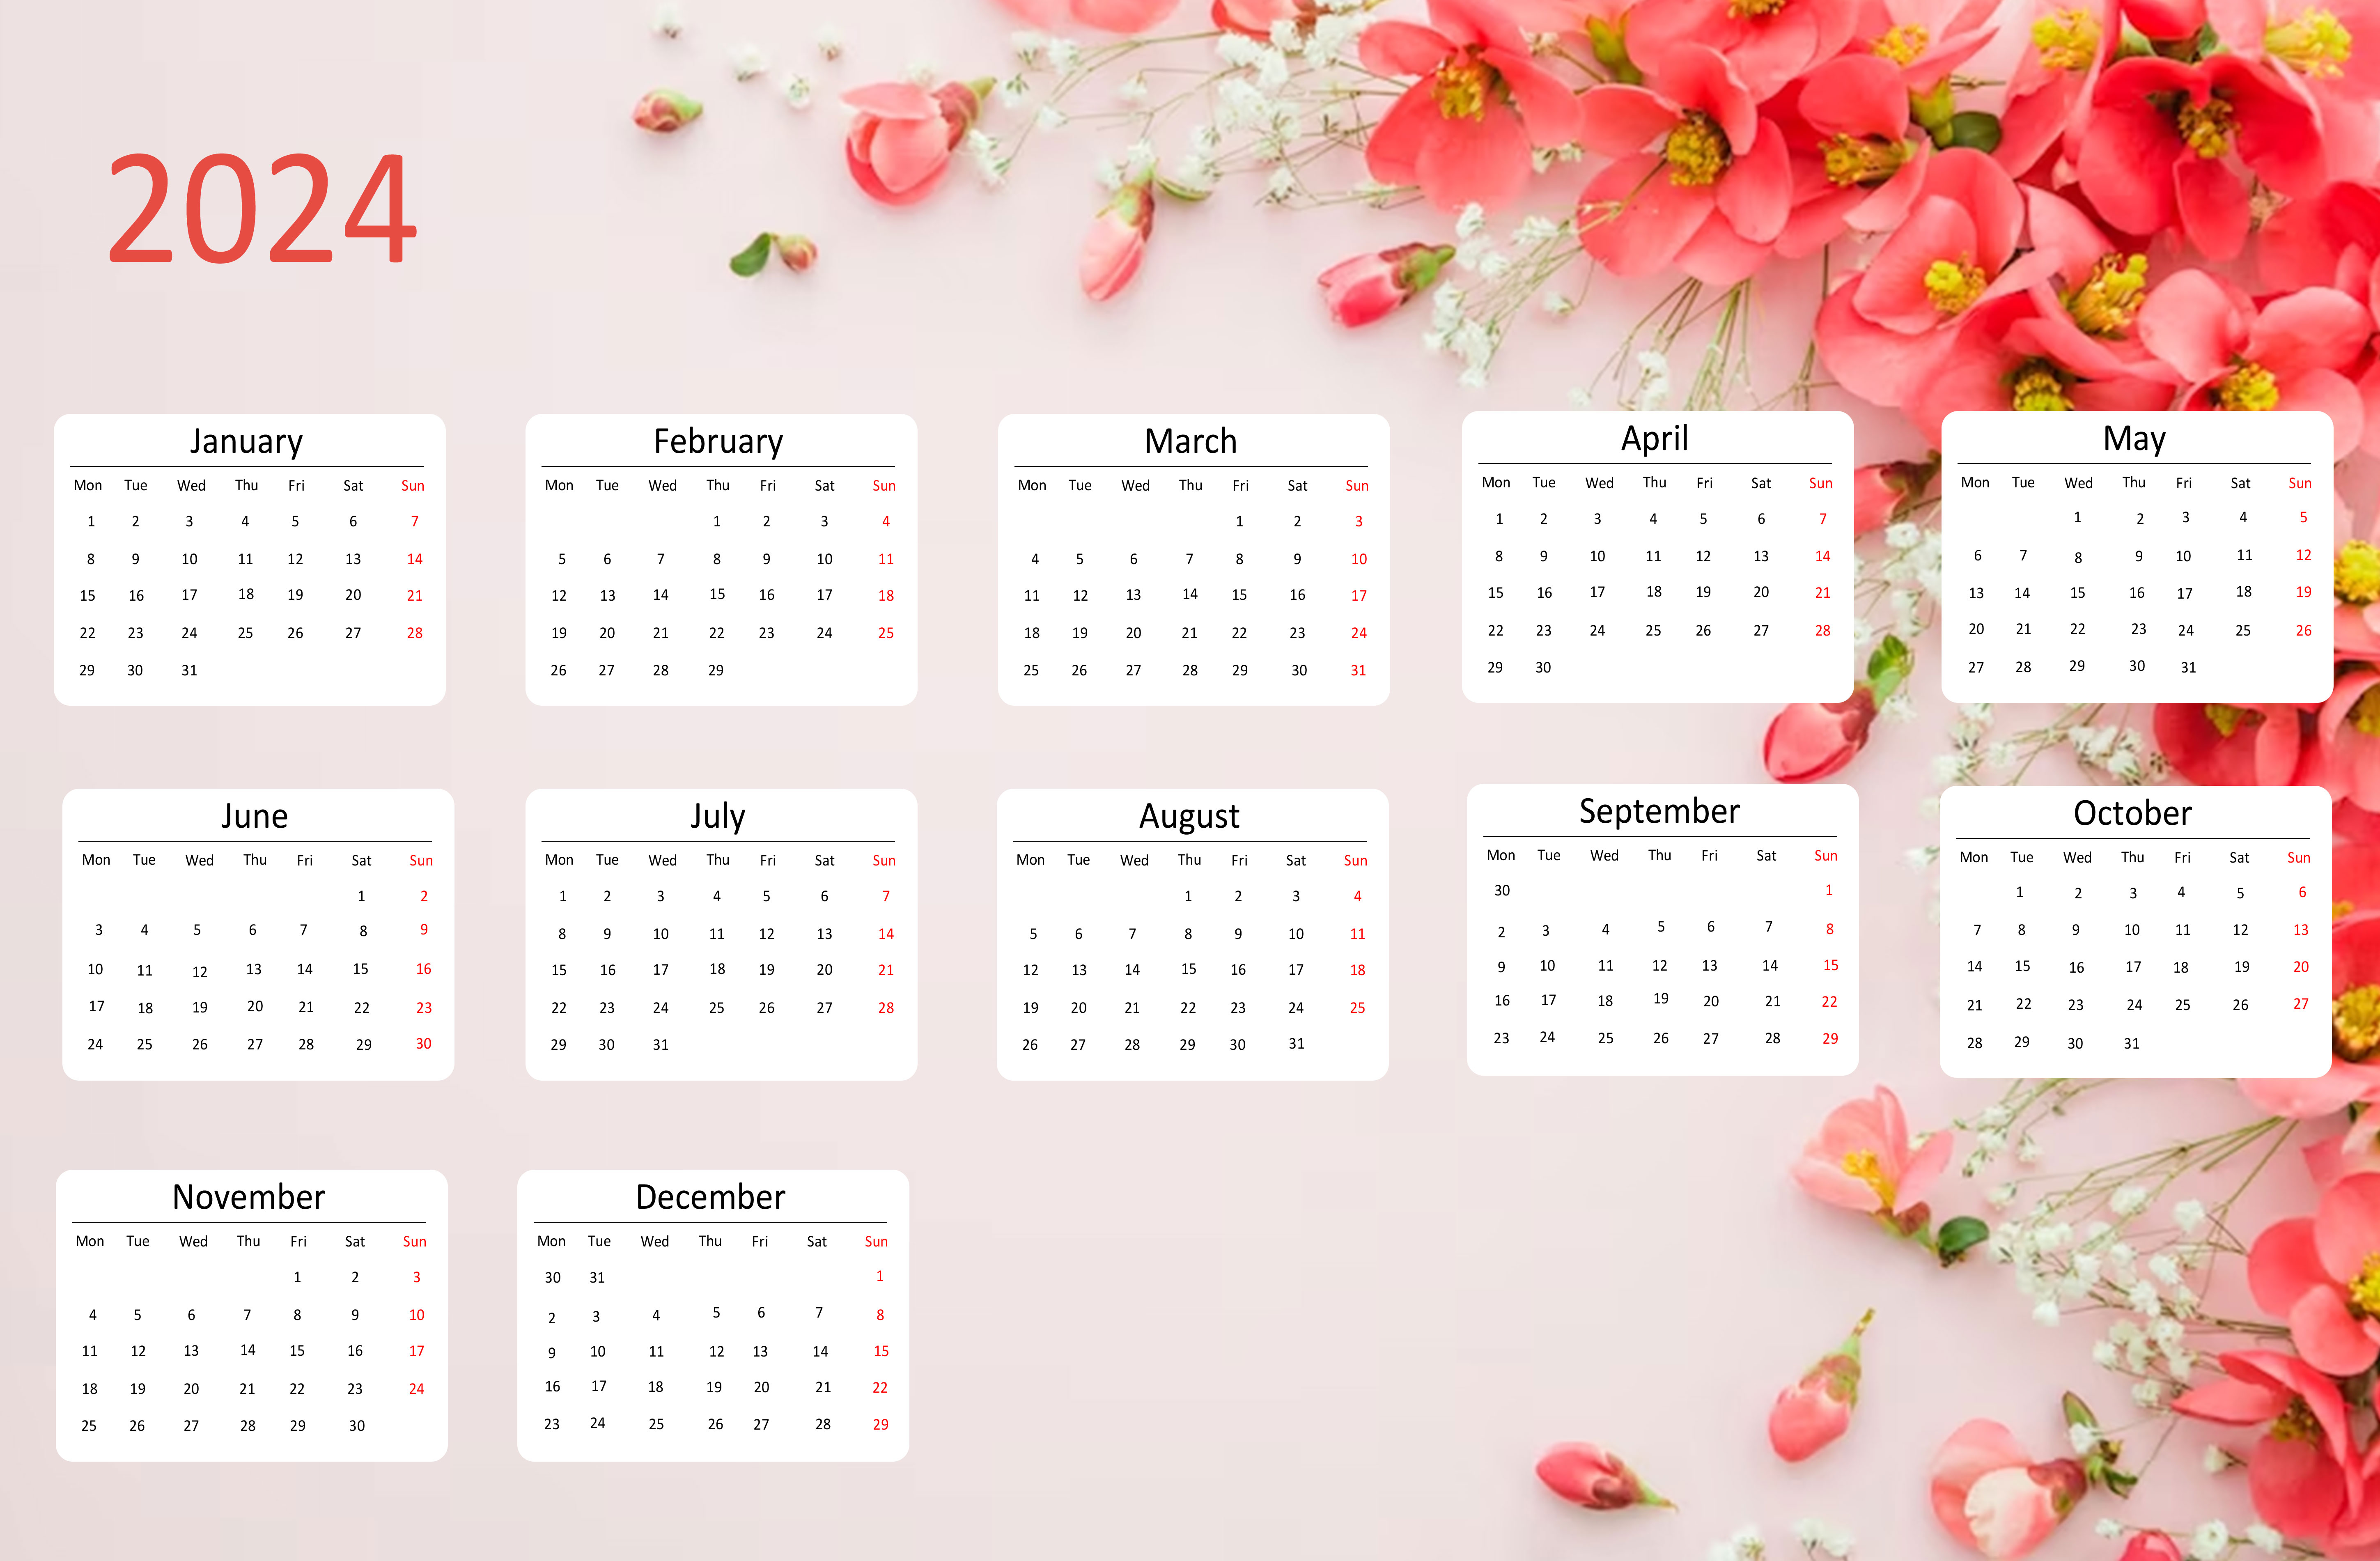 2024
January
Mon Tue Wed Thu Fri Sat Sun
1 2 3 4 5 6 7
8 9 10 11 12 13 14
15 16 17 18 19 20 21
22 23 24 25 26 27 28
29 30 31
February
Mon Tue Wed Thu Fri Sat Sun
1 2 3 4
5 6 7 8 9 10 11
12 13 14 15 16 17 18
19 20 21 22 23 24 25
26 27 28 29
March
Mon Tue Wed Thu Fri Sat Sun
1 2 3
4 5 6 7 8 9 10
11 12 13 14 15 16 17
18 19 20 21 22 23 24
25 26 27 28 29 30 31
April
Mon Tue Wed Thu Fri Sat Sun
1 2 3 4 5 6 7
8 9 10 11 12 13 14
15 16 17 18 19 20 21
22 23 24 25 26 27 28
29 30
May
Mon Tue Wed Thu Fri Sat Sun
1 2 3 4 5
6 7 8 9 10 11 12
13 14 15 16 17 18 19
20 21 22 23 24 25 26
27 28 29 30 31
June
Mon Tue Wed Thu Fri Sat Sun
1 2
3 4 5 6 7 8 9
10 11 12 13 14 15 16
17 18 19 20 21 22 23
24 25 26 27 28 29 30
July
Mon Tue Wed Thu Fri Sat Sun
1 2 3 4 5 6 7
8 9 10 11 12 13 14
15 16 17 18 19 20 21
22 23 24 25 26 27 28
29 30 31
August
Mon Tue Wed Thu Fri Sat Sun
1 2 3 4
5 6 7 8 9 10 11
12 13 14 15 16 17 18
19 20 21 22 23 24 25
26 27 28 29 30 31
September
Mon Tue Wed Thu Fri Sat Sun
30 1
2 3 4 5 6 7 8
9 10 11 12 13 14 15
16 17 18 19 20 21 22
23 24 25 26 27 28 29
October
Mon Tue Wed Thu Fri Sat Sun
1 2 3 4 5 6
7 8 9 10 11 12 13
14 15 16 17 18 19 20
21 22 23 24 25 26 27
28 29 30 31
November
Mon Tue Wed Thu Fri Sat Sun
1 2 3
4 5 6 7 8 9 10
11 12 13 14 15 16 17
18 19 20 21 22 23 24
25 26 27 28 29 30
December
Mon Tue Wed Thu Fri Sat Sun
30 31 1
2 3 4 5 6 7 8
9 10 11 12 13 14 15
16 17 18 19 20 21 22
23 24 25 26 27 28 29